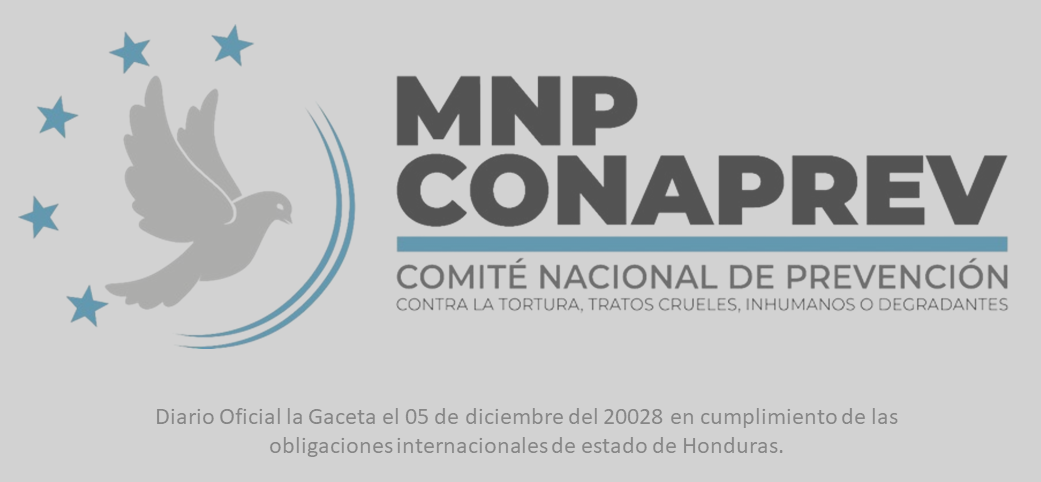 MNP
CONAPREV
COMITÉ NACIONAL DE PREVENCIÓN
CONTRA LA TORTURA, TRATOS CRUELES, INHUMANOS O DEGRADANTES
Diario Oficial la Gaceta el 05 de diciembre del 20028 en cumplimiento de las
obligaciones internacionales de estado de Honduras.